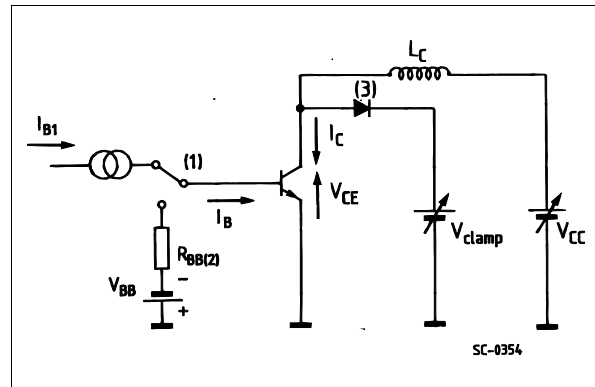 L_C
(3)
I_B1
(1)
I_C
V_CE
I_B
V_clamp
V_CC
R_BB(2)
V_BB
-
+
SC-0354